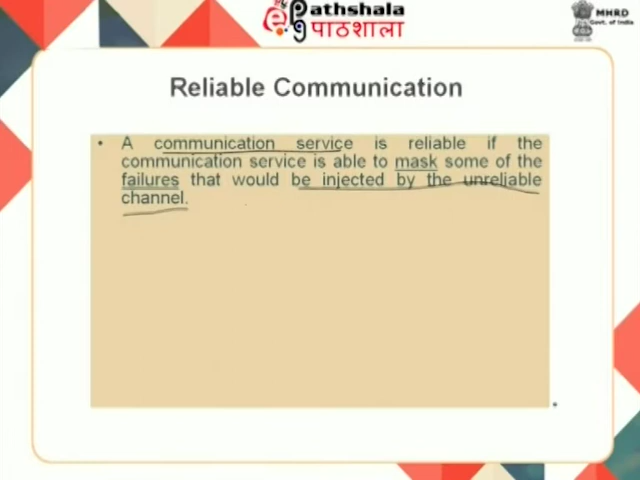 Pathshala
पाठशाला
MHRD
Govt. of India
Reliable Communication
• A communication service is reliable if the
communication service is able to mask some of the
failures that would be injected by the unreliable
channel.